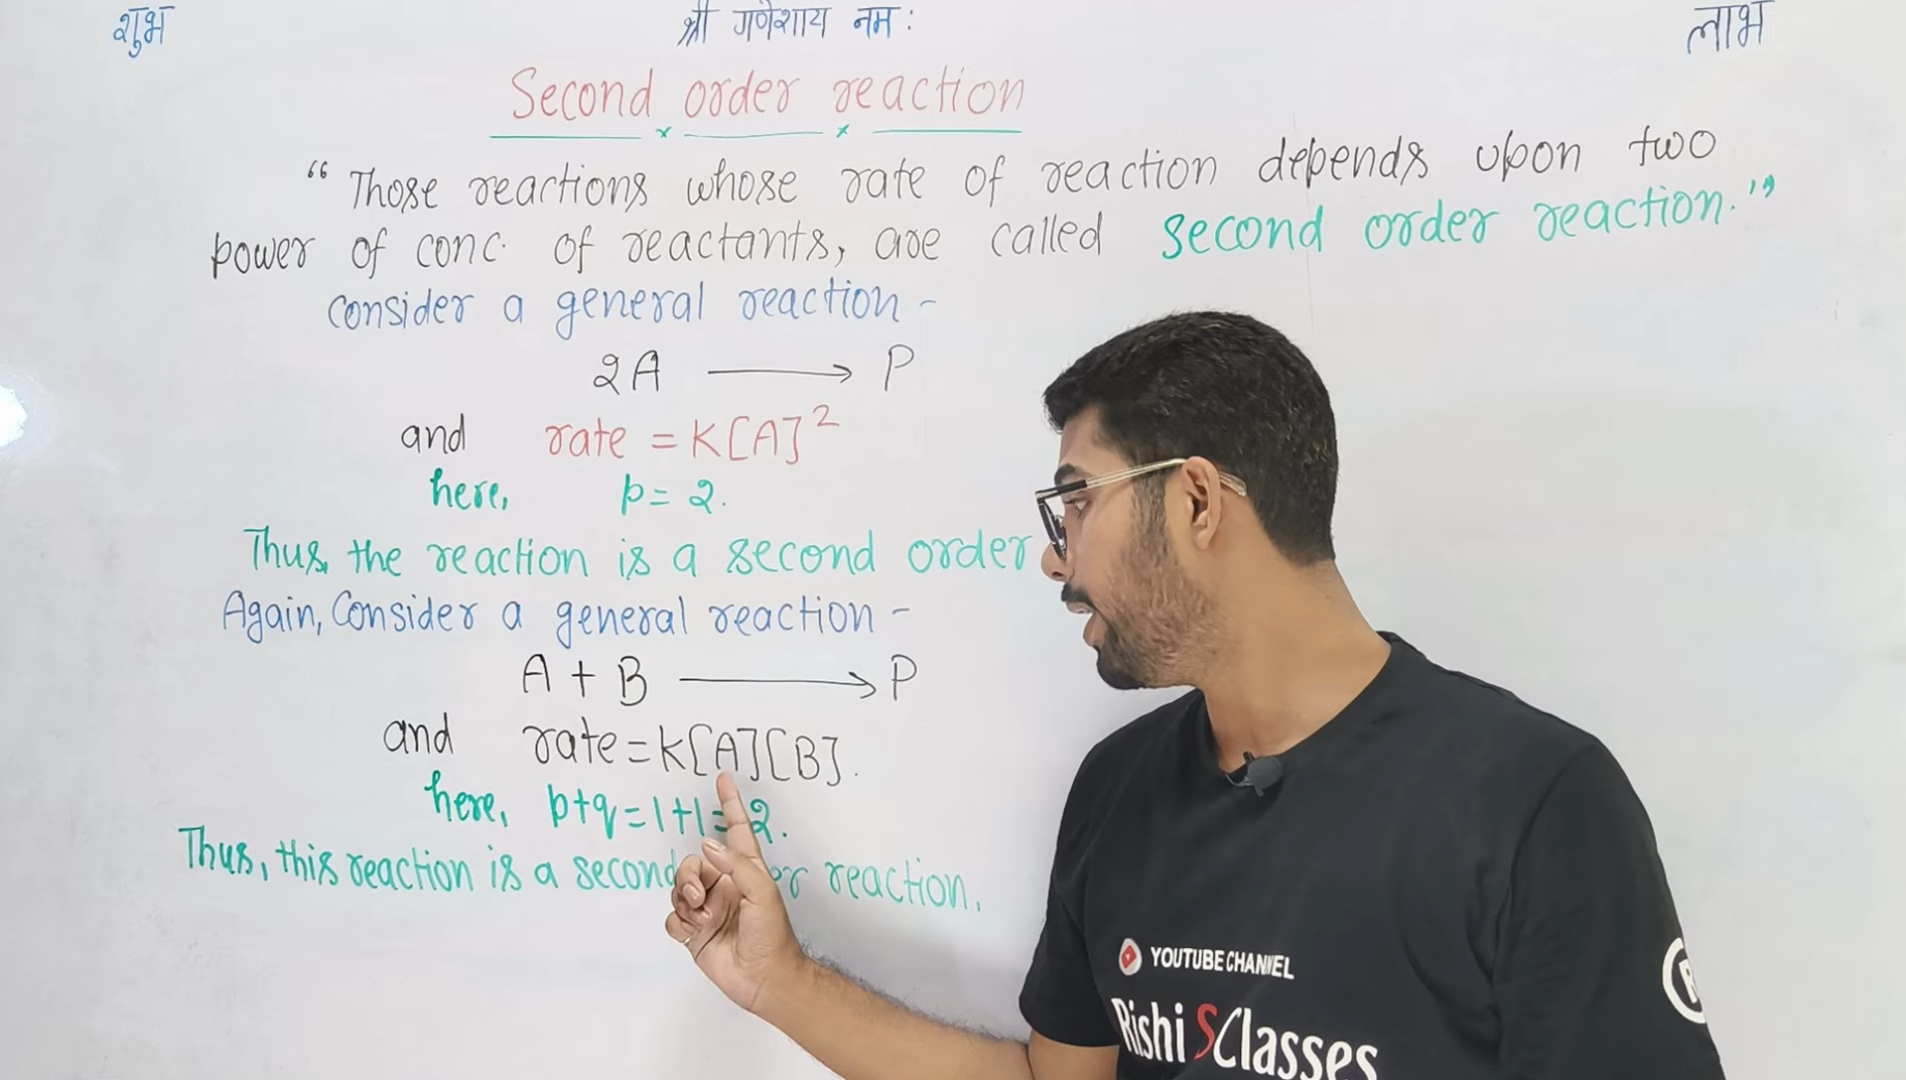 शुभ श्री गणेशाय नम: लाभ
Second order reaction
“Those reactions whose rate of reaction depends upon two
power of conc. of reactants, are called second order reaction.”
Consider a general reaction -
2A ⟶ P
and rate = K[A]²
here, p = 2.
Thus, the reaction is a second order
Again, Consider a general reaction -
A + B ⟶ P
and rate = K[A][B].
here, p+q = 1+1 = 2.
Thus, this reaction is a second reaction.
YOUTUBE CHANNEL
Rishi SClasses